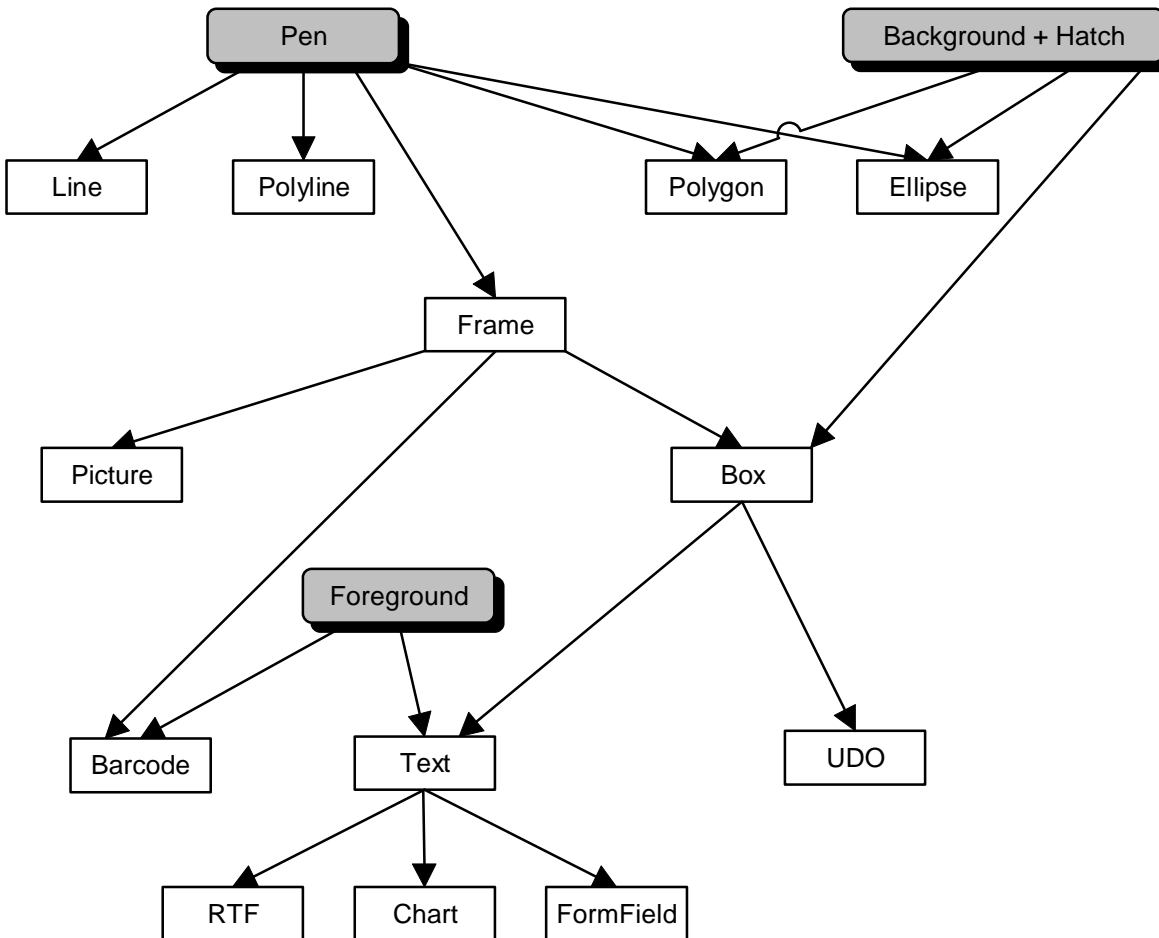 Pen
Background + Hatch
Line
Polyline
Polygon
Ellipse
Frame
Picture
Box
Foreground
Barcode
Text
UDO
RTF
Chart
FormField